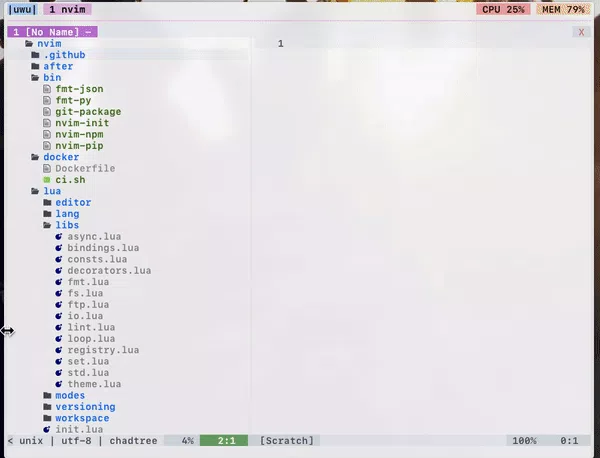 |uwu| 1 nvim CPU 25% MEM 79%
1 [No Name] − X
nvim 1
.github
after
bin
fmt-json
fmt-py
git-package
nvim-init
nvim-npm
nvim-pip
docker
Dockerfile
ci.sh
lua
editor
lang
libs
async.lua
bindings.lua
consts.lua
decorators.lua
fmt.lua
fs.lua
ftp.lua
io.lua
lint.lua
loop.lua
registry.lua
set.lua
std.lua
theme.lua
modes
versioning
workspace
init.lua
< unix | utf-8 | chadtree 4% 2:1 [Scratch] 100% 0:1